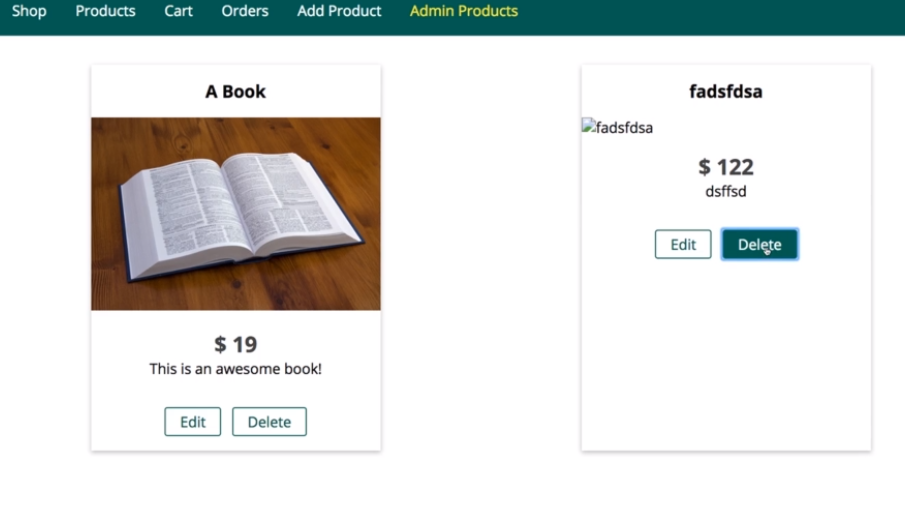 Shop Products Cart Orders Add Product Admin Products
A Book
$ 19
This is an awesome book!
Edit Delete
fadsfdsa
fadsfdsa
$ 122
dsffsd
Edit Delete